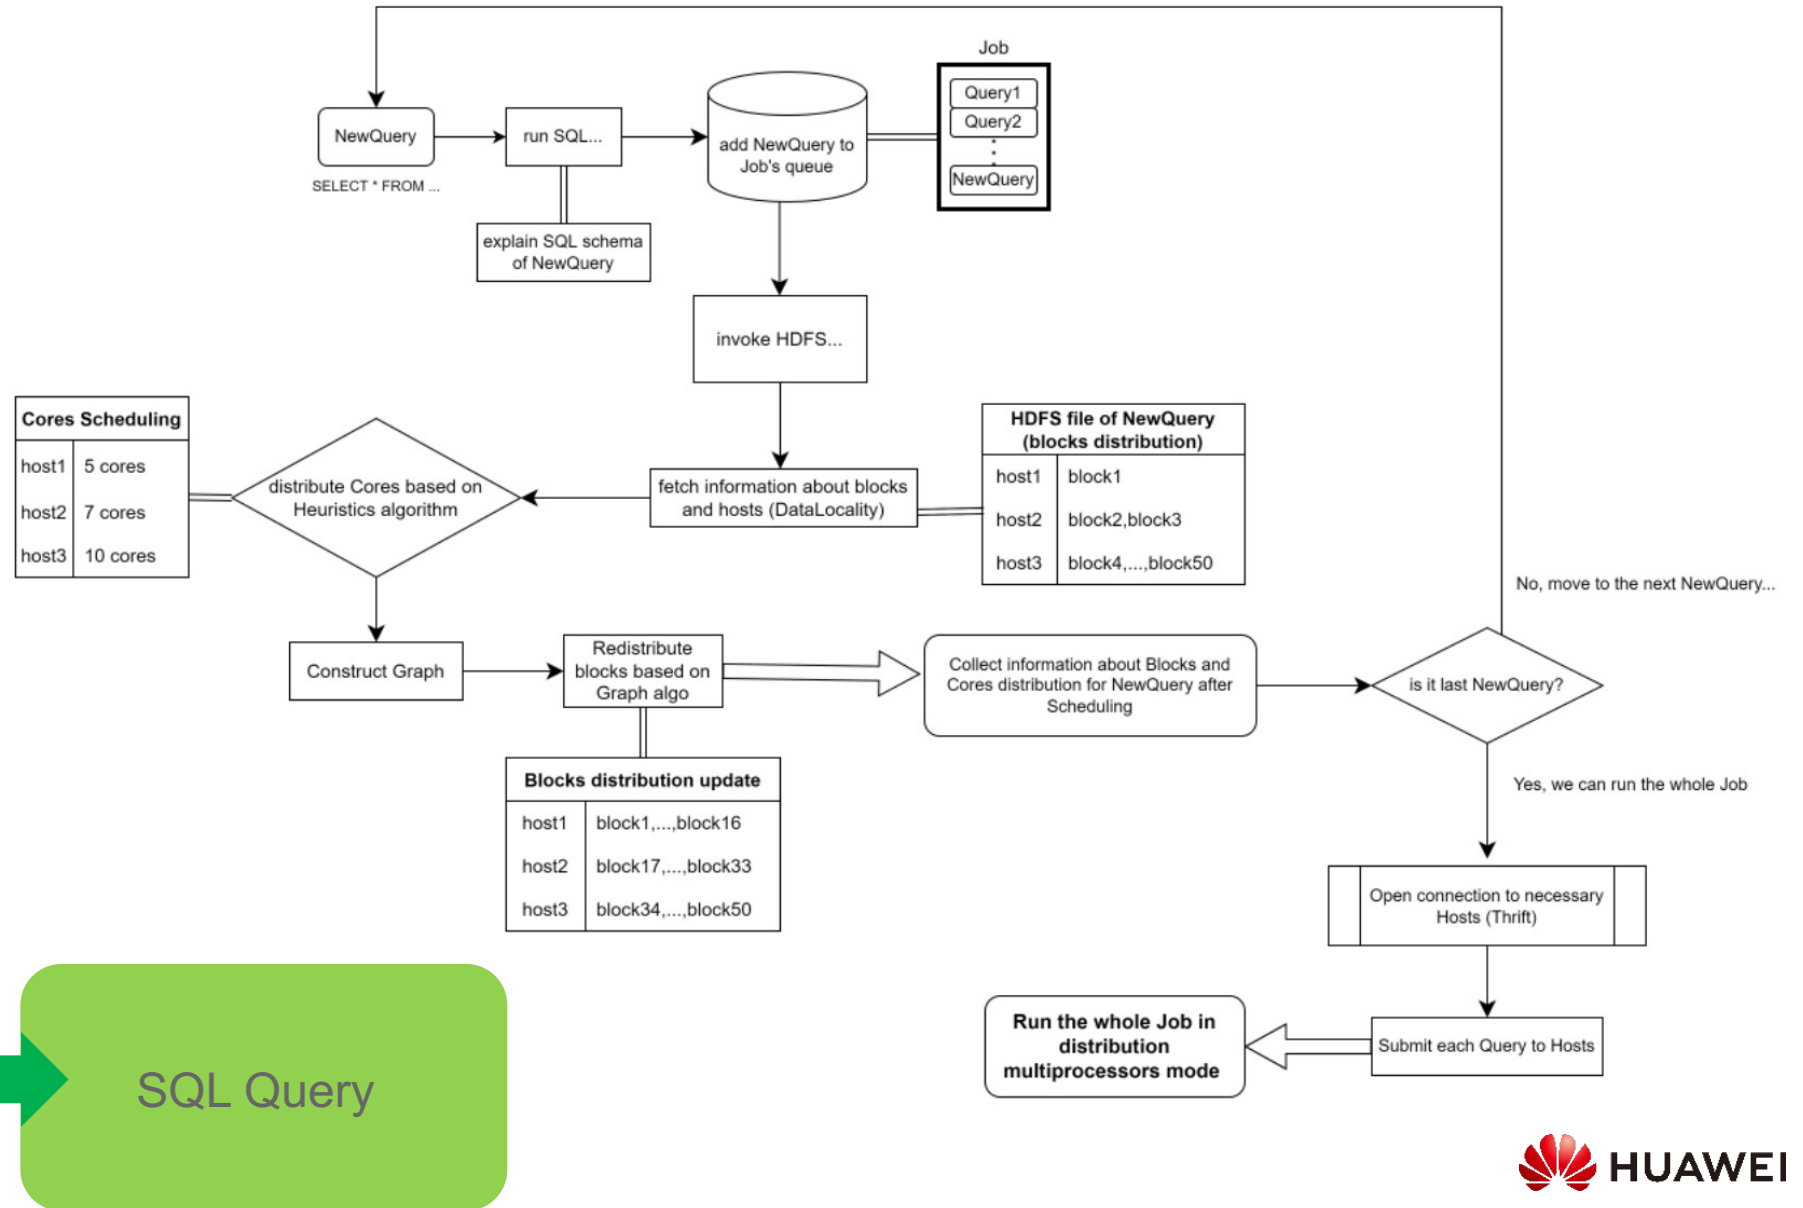 Job
Query1
Query2
NewQuery
NewQuery
SELECT * FROM ...
run SQL...
explain SQL schema
of NewQuery
add NewQuery to
Job's queue
invoke HDFS...
Cores Scheduling
host1 5 cores
host2 7 cores
host3 10 cores
distribute Cores based on
Heuristics algorithm
fetch information about blocks
and hosts (DataLocality)
HDFS file of NewQuery
(blocks distribution)
host1 block1
host2 block2,block3
host3 block4,...,block50
No, move to the next NewQuery...
Construct Graph
Redistribute
blocks based on
Graph algo
Collect information about Blocks and
Cores distribution for NewQuery after
Scheduling
is it last NewQuery?
Blocks distribution update
host1 block1,...,block16
host2 block17,...,block33
host3 block34,...,block50
Yes, we can run the whole Job
Open connection to necessary
Hosts (Thrift)
Submit each Query to Hosts
Run the whole Job in
distribution
multiprocessors mode
SQL Query
HUAWEI